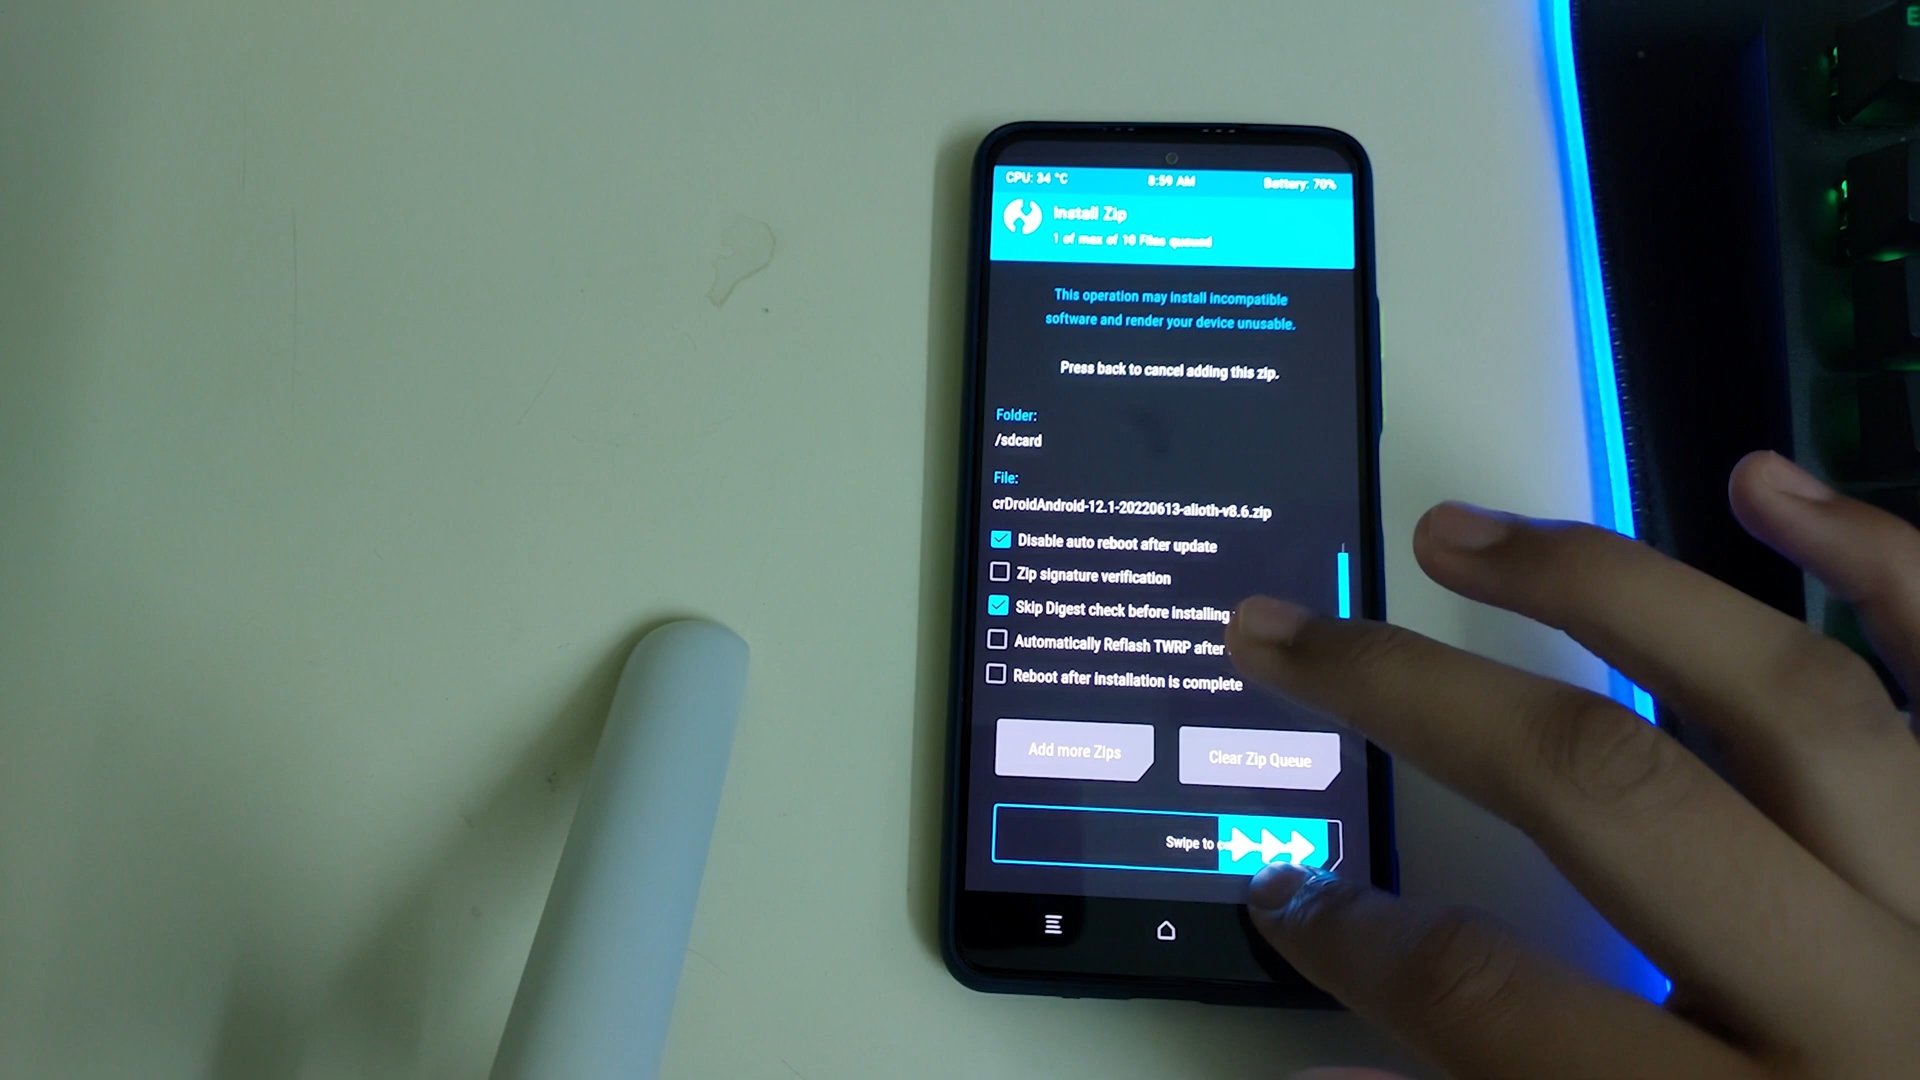 CPU: 34 °C
8:59 AM
Battery: 70%
Install Zip
1 of max of 10 Files queued
This operation may install incompatible
software and render your device unusable.
Press back to cancel adding this zip.
Folder:
/sdcard
File:
crDroidAndroid-12.1-20220613-alioth-v8.6.zip
Disable auto reboot after update
Zip signature verification
Skip Digest check before installing
Automatically Reflash TWRP after
Reboot after installation is complete
Add more Zips
Clear Zip Queue
Swipe to
E